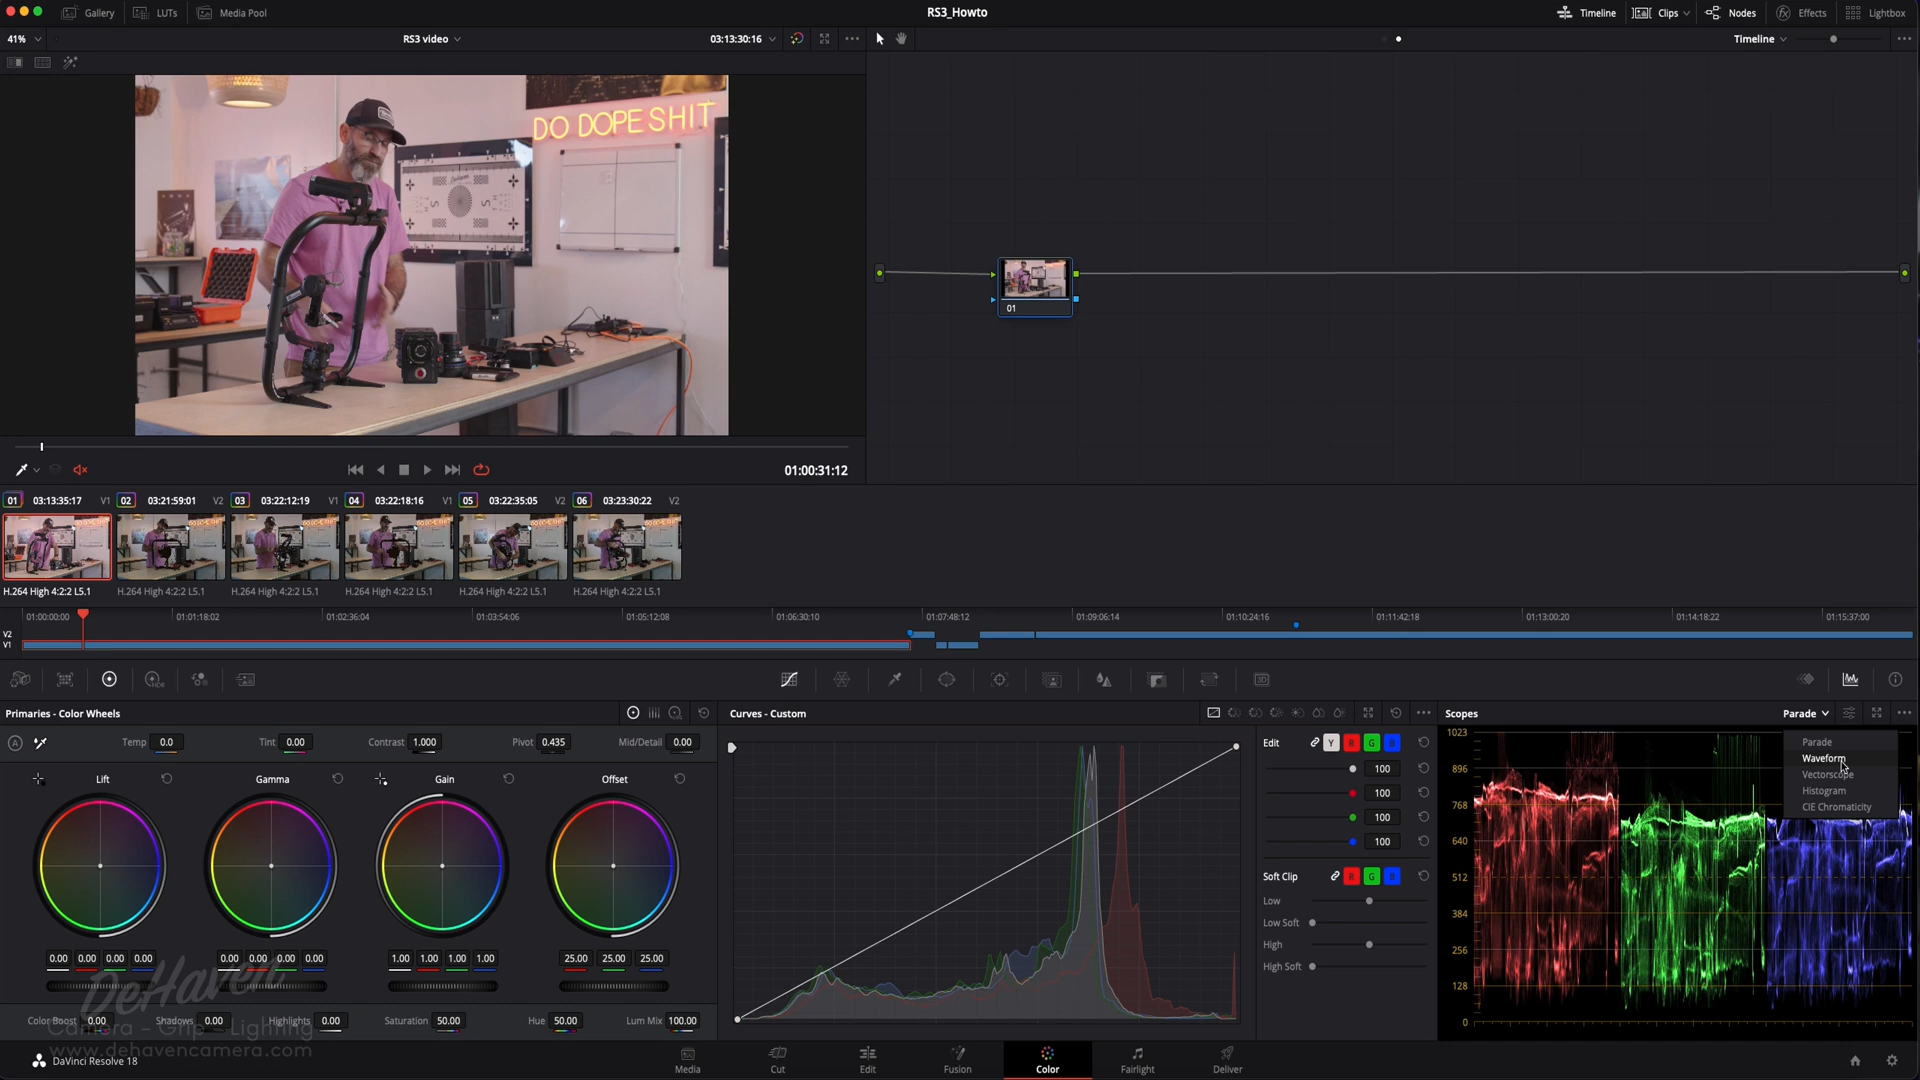 Gallery LUTs Media Pool RS3_Howto Timeline Clips Nodes Effects Lightbox
41% RS3 video 03:13:30:16 Timeline
DO DOPE SHIT
01
01:00:31:12
01 03:13:35:17 V1 02 03:21:59:01 V2 03 03:22:12:19 V1 04 03:22:18:16 V1 05 03:22:35:05 V2 06 03:23:30:22 V2
H.264 High 4:2:2 L5.1 H.264 High 4:2:2 L5.1 H.264 High 4:2:2 L5.1 H.264 High 4:2:2 L5.1 H.264 High 4:2:2 L5.1 H.264 High 4:2:2 L5.1
01:00:00:00 01:01:18:02 01:02:36:04 01:03:54:06 01:05:12:08 01:06:30:10 01:07:48:12 01:09:06:14 01:10:24:16 01:11:42:18 01:13:00:20 01:14:18:22 01:15:37:00
V2
V1
Primaries - Color Wheels
Temp 0.0 Tint 0.00 Contrast 1.000 Pivot 0.435 Mid/Detail 0.00
Lift Gamma Gain Offset
0.00 0.00 0.00 0.00 0.00 0.00 0.00 0.00 1.00 1.00 1.00 1.00 25.00 25.00 25.00
Color Boost 0.00 Shadows 0.00 Highlights 0.00 Saturation 50.00 Hue 50.00 Lum Mix 100.00
Curves - Custom
Edit Y R G B
100
100
100
100
Soft Clip R G B
Low
Low Soft
High
High Soft
Scopes Parade
Parade
Waveform
Vectorscope
Histogram
CIE Chromaticity
1023
896
768
640
512
384
256
128
0
DeHaven
Camera - Grip - Lighting
www.dehavencamera.com
DaVinci Resolve 18
Media Cut Edit Fusion Color Fairlight Deliver